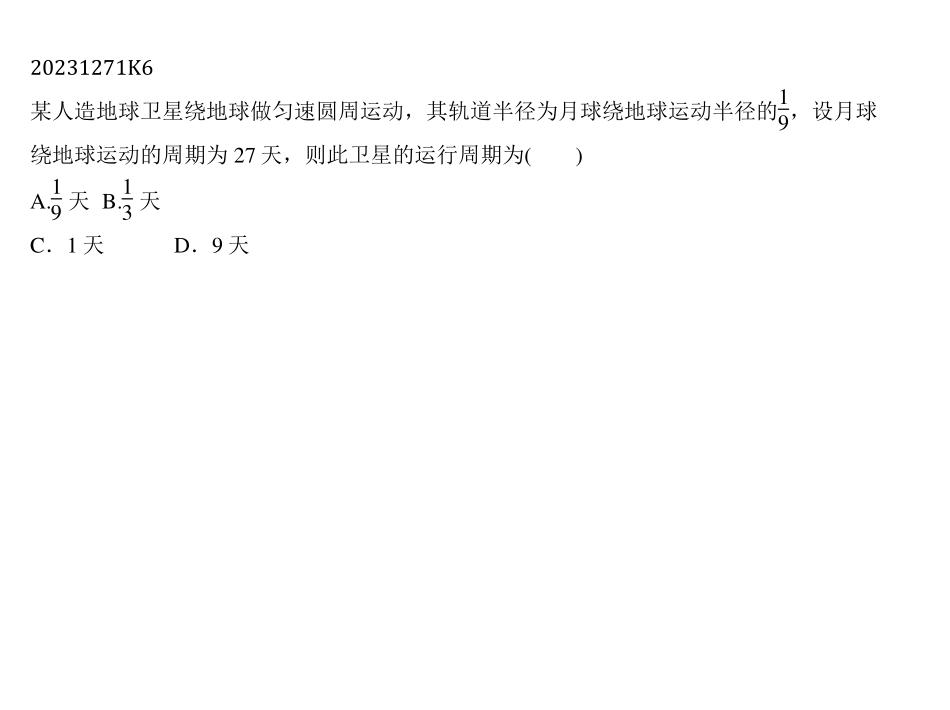 20231271K6
某人造地球卫星绕地球做匀速圆周运动，其轨道半径为月球绕地球运动半径的1/9，设月球
绕地球运动的周期为 27 天，则此卫星的运行周期为(　　)
A.1/9 天 B.1/3 天
C．1 天　　　D．9 天